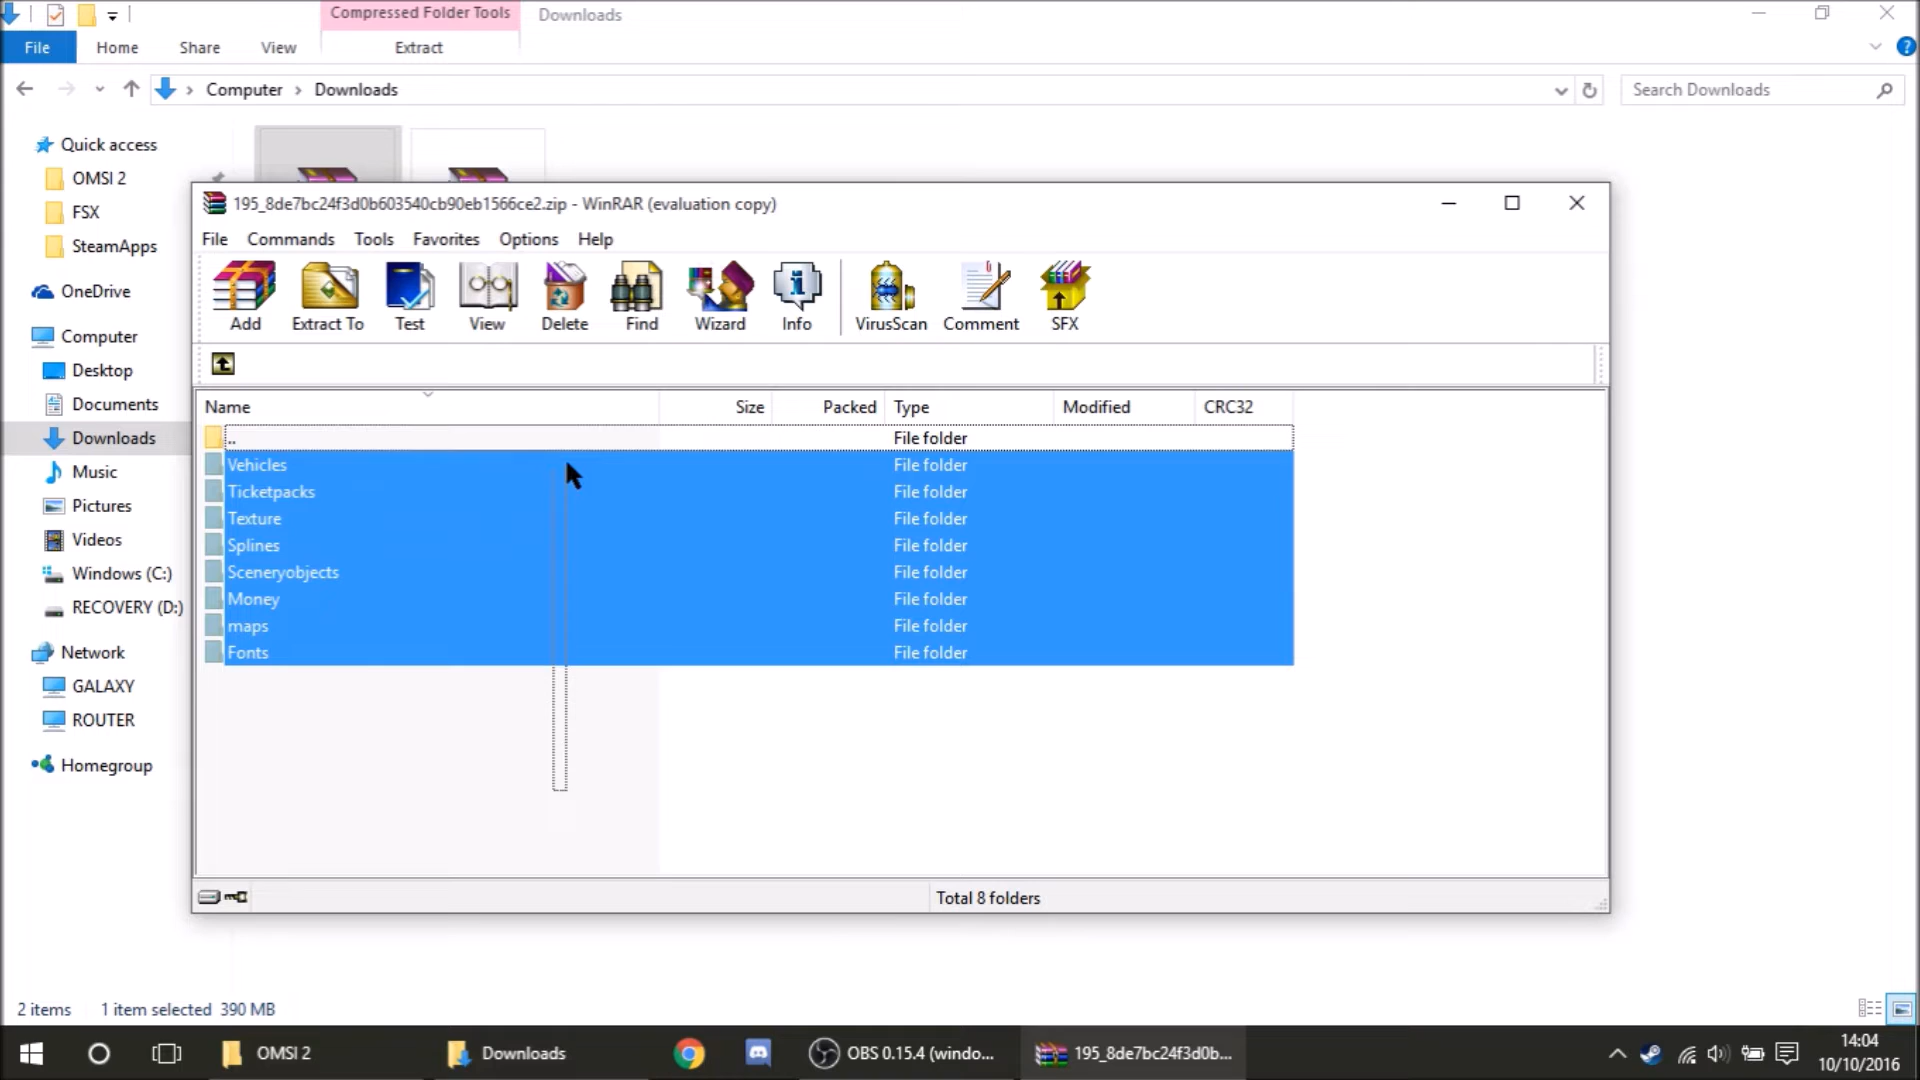 Compressed Folder Tools Downloads
File Home Share View Extract
Computer Downloads Search Downloads
Quick access
OMSI 2
FSX
SteamApps
OneDrive
Computer
Desktop
Documents
Downloads
Music
Pictures
Videos
Windows (C:)
RECOVERY (D:)
Network
GALAXY
ROUTER
Homegroup
195_8de7bc24f3d0b603540cb90eb1566ce2.zip - WinRAR (evaluation copy)
File Commands Tools Favorites Options Help
Add Extract To Test View Delete Find Wizard Info VirusScan Comment SFX
Name Size Packed Type Modified CRC32
.. File folder
Vehicles File folder
Ticketpacks File folder
Texture File folder
Splines File folder
Sceneryobjects File folder
Money File folder
maps File folder
Fonts File folder
Total 8 folders
2 items 1 item selected 390 MB
OMSI 2 Downloads OBS 0.15.4 (windo... 195_8de7bc24f3d0b...
14:04
10/10/2016